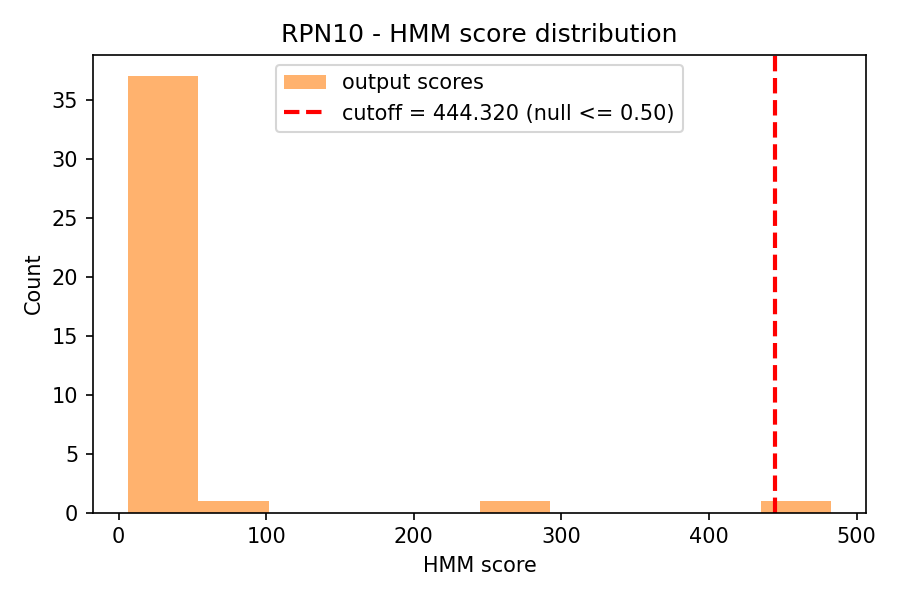 RPN10 - HMM score distribution
output scores
cutoff = 444.320 (null <= 0.50)
Count
35
30
25
20
15
10
5
0
0 100 200 300 400 500
HMM score